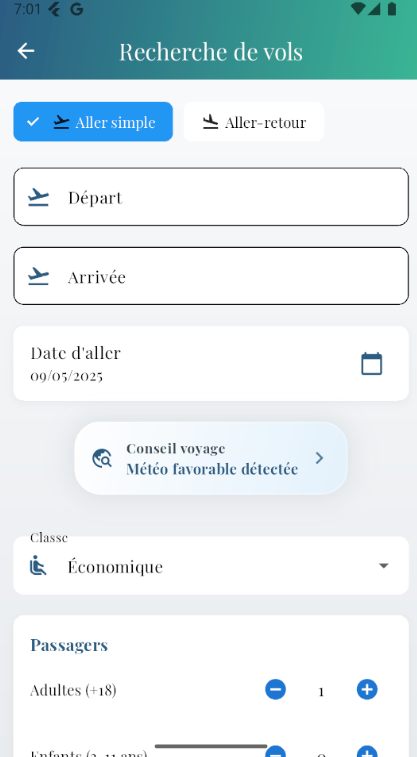 7:01
Recherche de vols
Aller simple
Aller-retour
Départ
Arrivée
Date d'aller
09/05/2025
Conseil voyage
Météo favorable détectée
Classe
Économique
Passagers
Adultes (+18)
1
Enfants (2-11 ans)
0